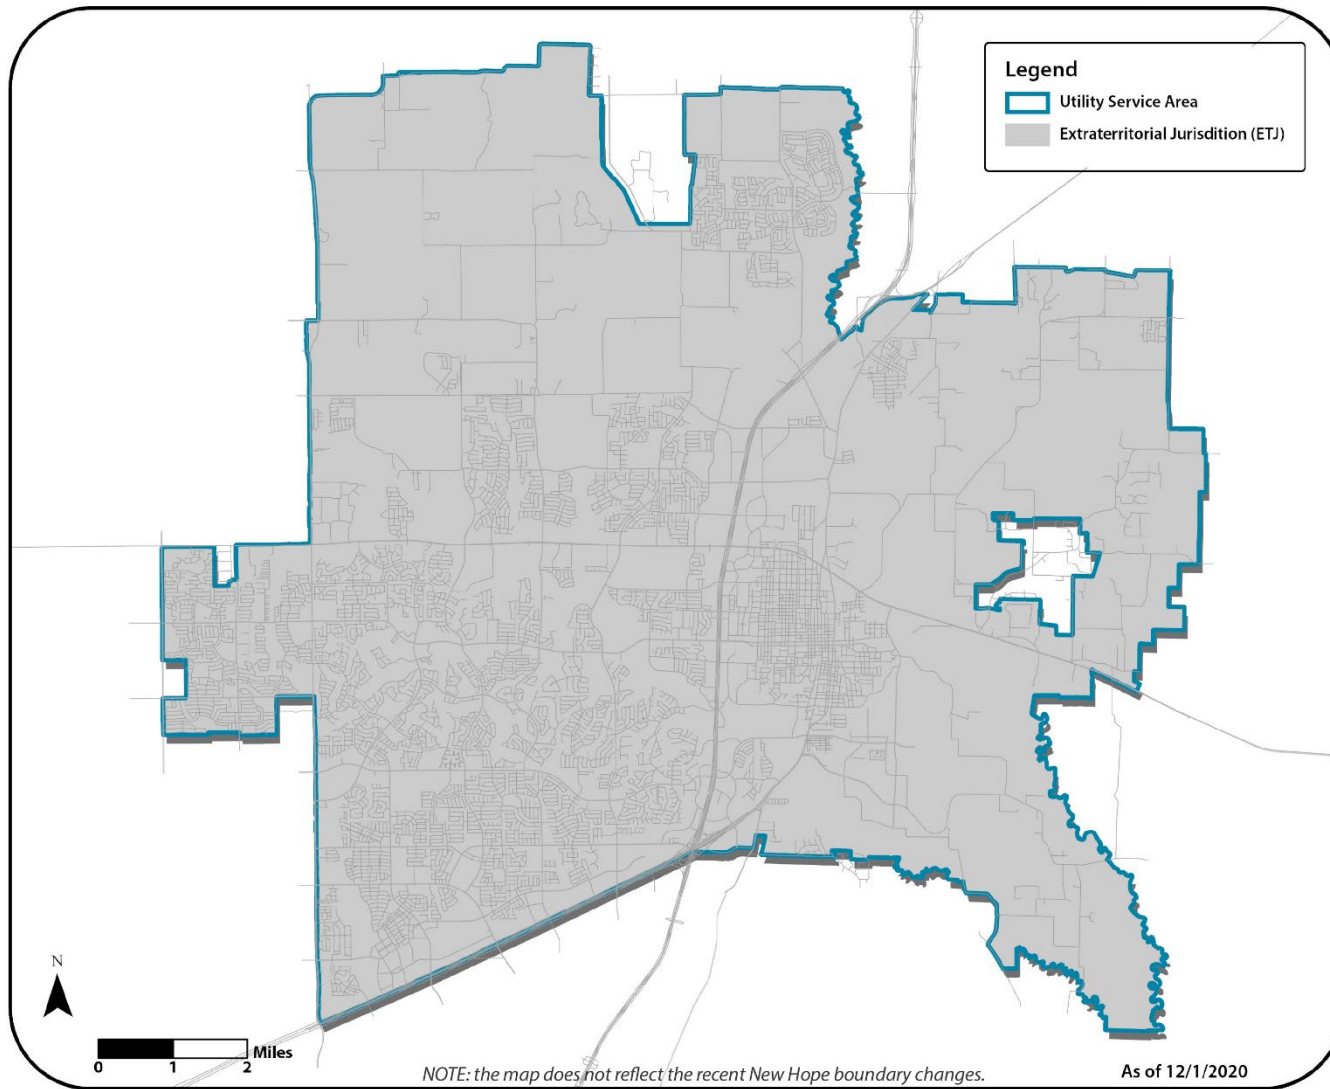 Legend
Utility Service Area
Extraterritorial Jurisdition (ETJ)
N
Miles
0 1 2
NOTE: the map does not reflect the recent New Hope boundary changes.
As of 12/1/2020